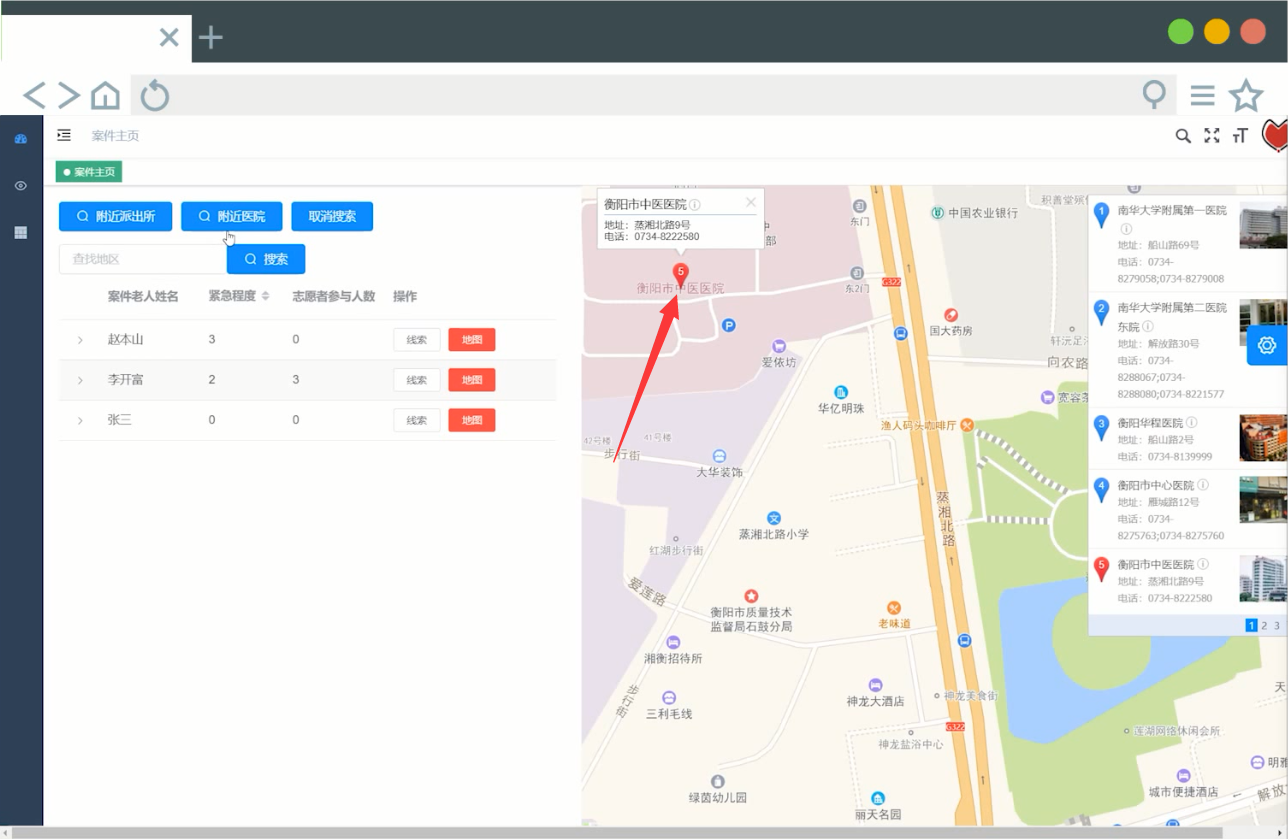 案件主页
案件主页
附近派出所
附近医院
取消搜索
查找地区
搜索
案件老人姓名 紧急程度 志愿者参与人数 操作
赵本山 3 0 线索 地图
李开富 2 3 线索 地图
张三 0 0 线索 地图
衡阳市中医医院
地址：蒸湘北路9号
电话：0734-8222580
部
5
衡阳市中医医院
东门
中国农业银行
积善堂殡
东2门
G322
P
国大药房
爱依坊
轩沅足浴
向农路
宽容茶
华亿明珠
渔人码头咖啡厅
42号楼
41号楼
步行街
大华装饰
蒸湘北路
文
蒸湘北路小学
红湖步行街
爱莲路
衡阳市质量技术
监督局石鼓分局
老味道
湘衡招待所
步行街
三利毛线
神龙大酒店
神龙美食街
G322
神龙盐浴中心
莲湖网络休闲会所
天
明雅
绿茵幼儿园
丽天名园
城市便捷酒店
解放
1 南华大学附属第一医院
地址：船山路69号
电话：0734-
8279058;0734-8279008
2 南华大学附属第二医院
东院
地址：解放路30号
电话：0734-
8288067;0734-
8288080;0734-8221577
3 衡阳华程医院
地址：船山路2号
电话：0734-8139999
4 衡阳市中心医院
地址：雁城路12号
电话：0734-
8275763;0734-8275760
5 衡阳市中医医院
地址：蒸湘北路9号
电话：0734-8222580
1 2 3